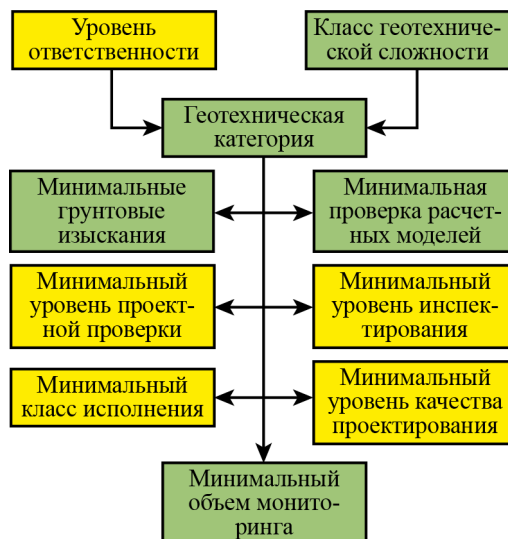 Уровень
ответственности
Класс геотехниче-
ской сложности
Геотехническая
категория
Минимальные
грунтовые
изыскания
Минимальная
проверка расчет-
ных моделей
Минимальный
уровень проект-
ной проверки
Минимальный
уровень инспек-
тирования
Минимальный
класс исполнения
Минимальный
уровень качества
проектирования
Минимальный
объем монито-
ринга